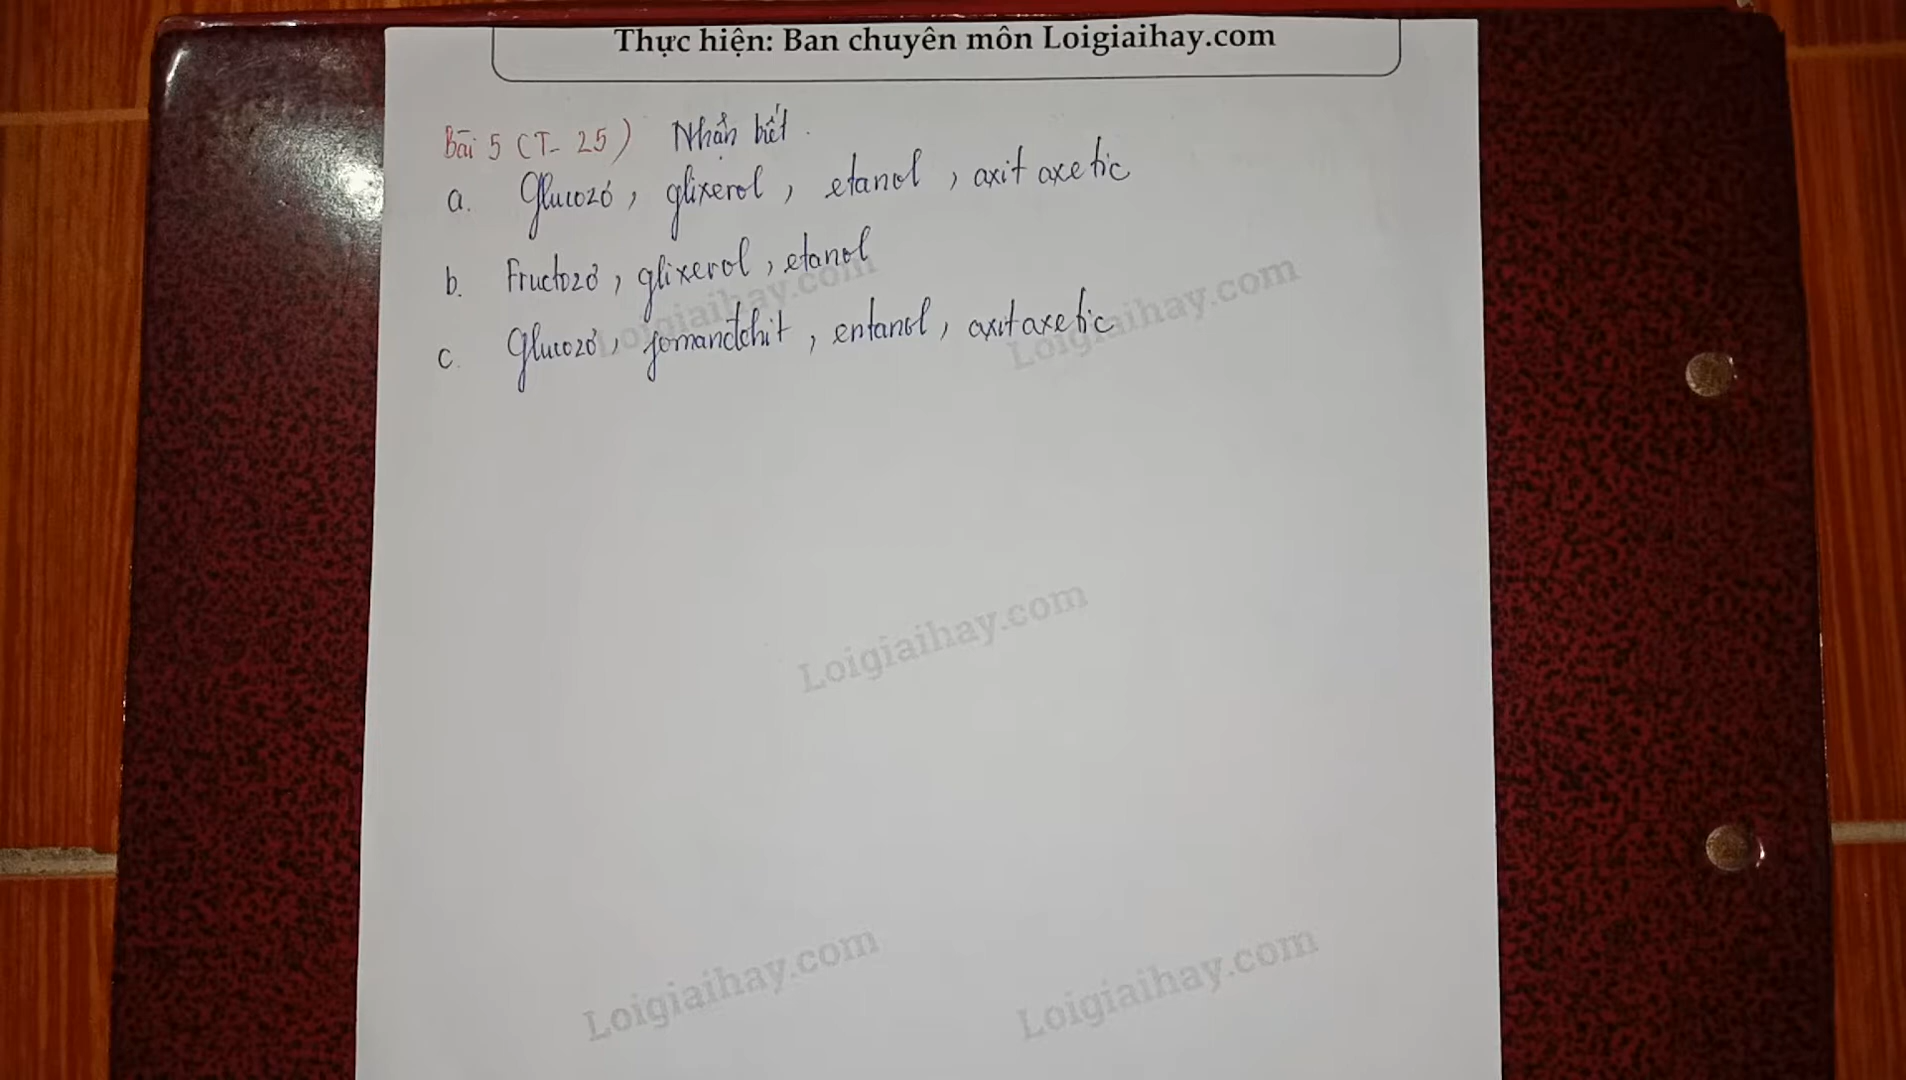 Thực hiện: Ban chuyên môn Loigiaihay.com
Bài 5 (T- 25) Nhận biết.
a. Glucozơ, glixerol, etanol, axit axetic
b. Fructozơ, glixerol, etanol
Loigiaihay.com
Loigiaihay.com
c. Glucozơ, fomanđehit, entanol, axit axetic
Loigiaihay.com
Loigiaihay.com
Loigiaihay.com